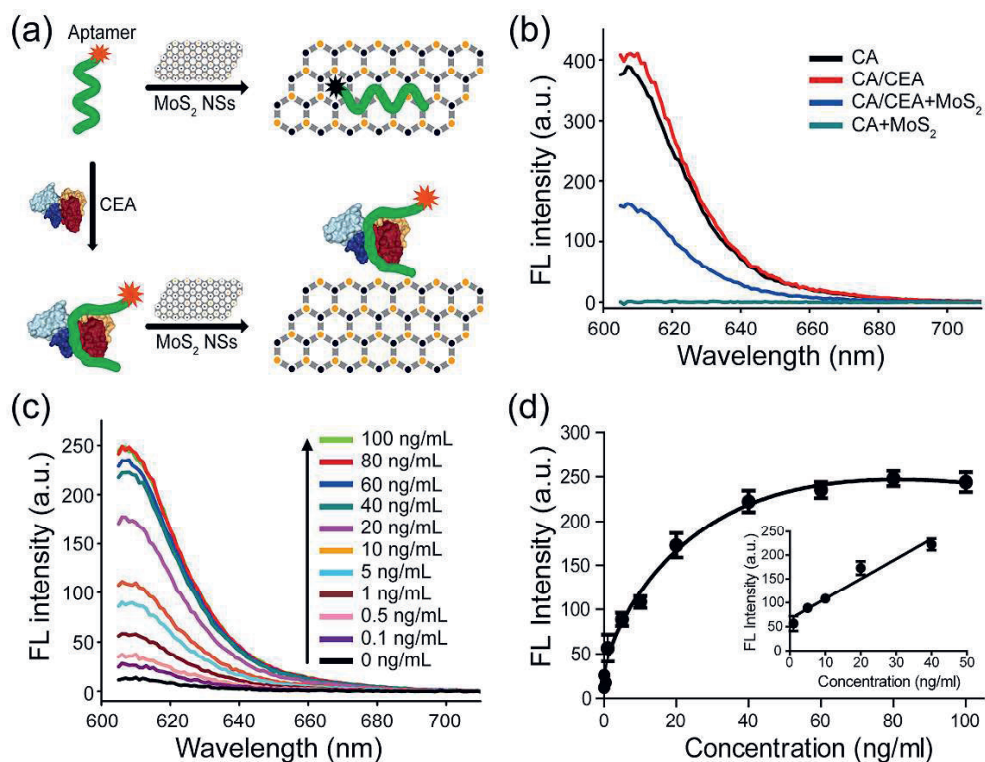 (a)
Aptamer
MoS₂ NSs
CEA
MoS₂ NSs
(b)
FL intensity (a.u.)
400
300
200
100
0
CA
CA/CEA
CA/CEA+MoS₂
CA+MoS₂
600 620 640 660 680 700
Wavelength (nm)
(c)
FL intensity (a.u.)
250
200
150
100
50
0
100 ng/mL
80 ng/mL
60 ng/mL
40 ng/mL
20 ng/mL
10 ng/mL
5 ng/mL
1 ng/mL
0.5 ng/mL
0.1 ng/mL
0 ng/mL
600 620 640 660 680 700
Wavelength (nm)
(d)
FL Intensity (a.u.)
300
250
200
150
100
50
0
FL Intensity (a.u.)
250
200
150
100
50
0
0 10 20 30 40 50
Concentration (ng/ml)
0 20 40 60 80 100
Concentration (ng/ml)